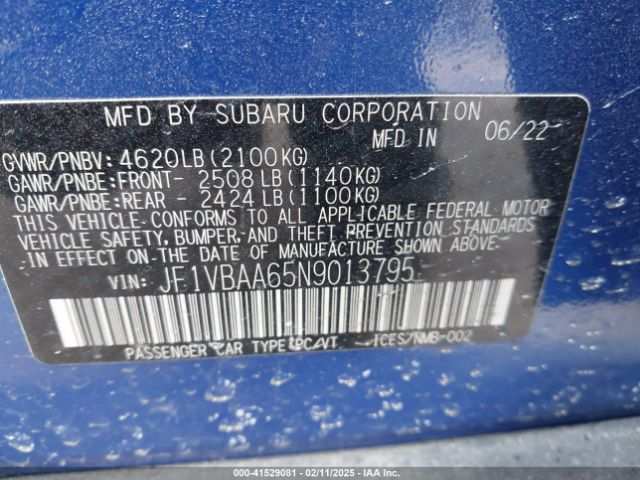 MFD BY SUBARU CORPORATION
MFD IN 06/22
GVWR/PNBV: 4620LB(2100KG)
GAWR/PNBE:FRONT- 2508 LB(1140KG)
GAWR/PNBE:REAR - 2424 LB(1100KG)
THIS VEHICLE CONFORMS TO ALL APPLICABLE FEDERAL MOTOR
VEHICLE SAFETY, BUMPER, AND THEFT PREVENTION STANDARDS
IN EFFECT ON THE DATE OF MANUFACTURE SHOWN ABOVE.
VIN: JF1VBAA65N9013795
PASSENGER CAR TYPE:PC/VT ICES/NMB-002
000-41529081 - 02/11/2025 - IAA Inc.